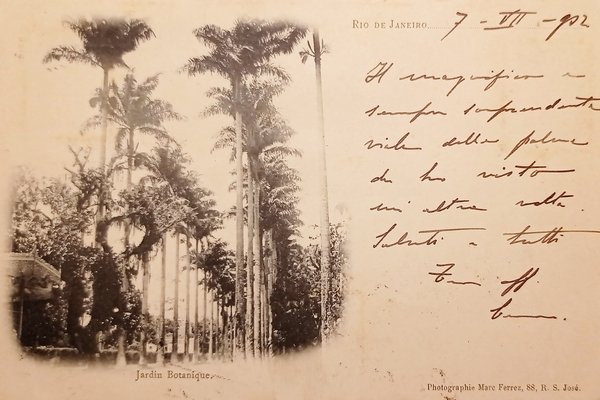 RIO DE JANEIRO 7-VII-902
Il magnifico e
sempre sorprendente
viale delle palme
che ho visto
un'altra volta.
Saluti a tutti
Jardin Botanique.
Photographie Marc Ferrez, 88, R. S. José.